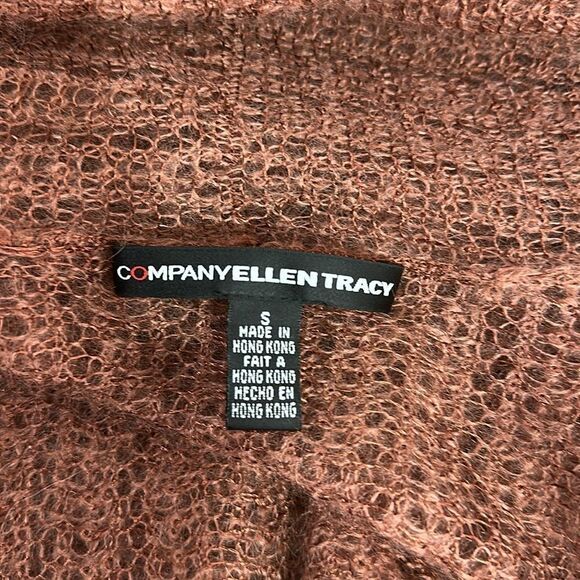 COMPANYELLEN TRACY
S
MADE IN
HONG KONG
FAIT A
HONG KONG
HECHO EN
HONG KONG